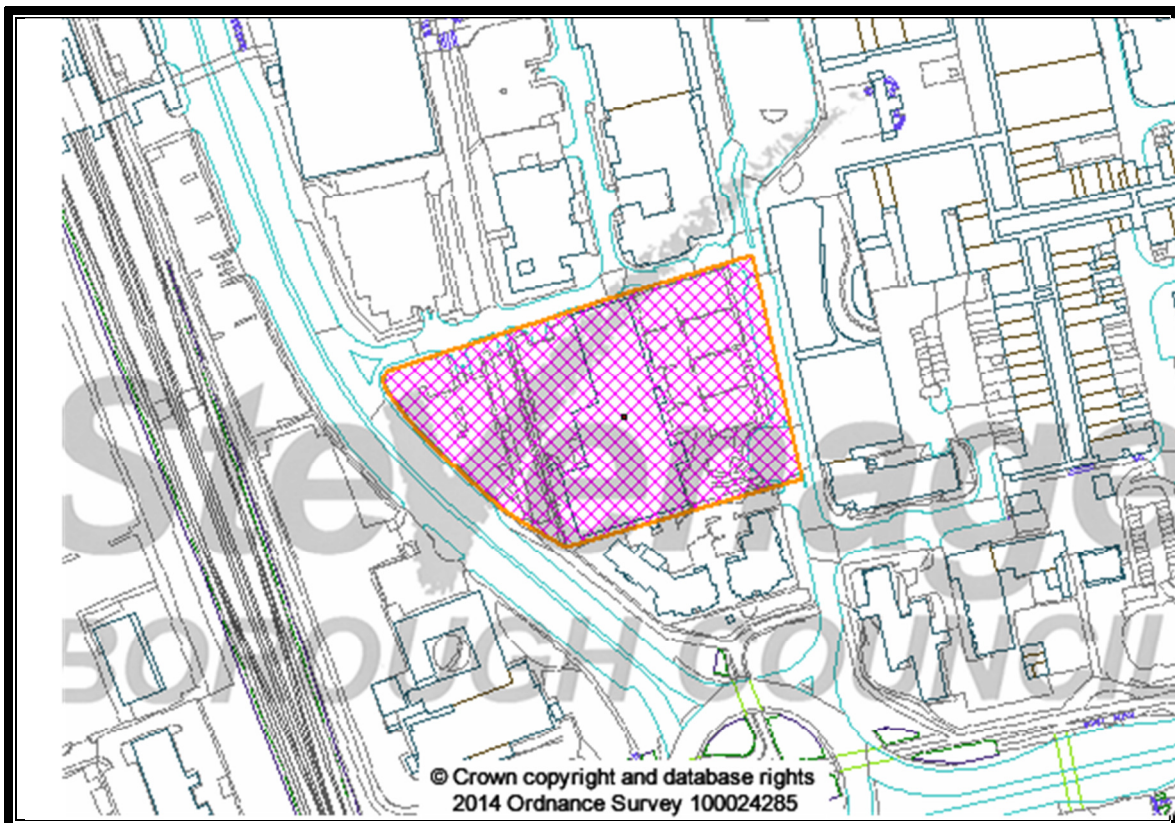 Stevenage
BOROUGH COUNCIL
© Crown copyright and database rights
2014 Ordnance Survey 100024285